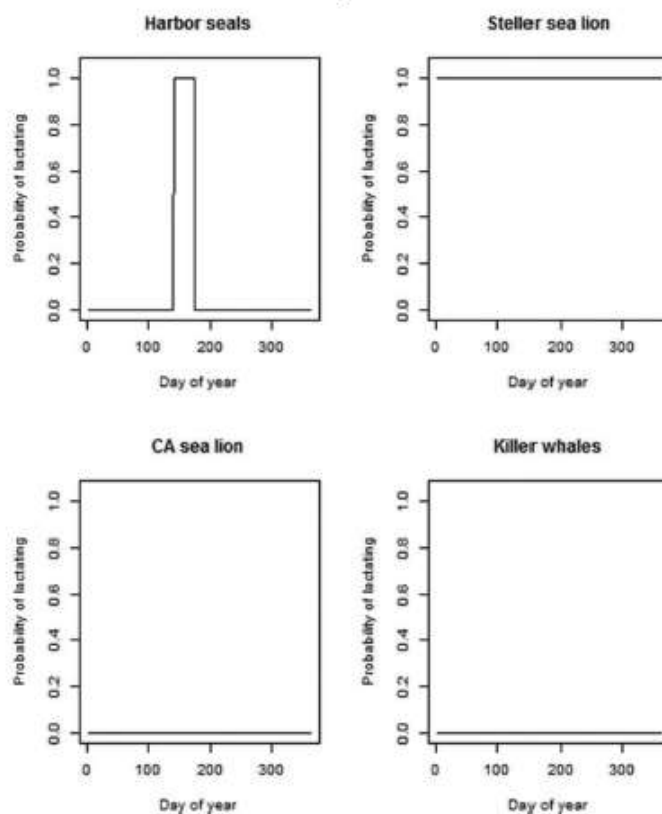 Harbor seals
Probability of lactating
0.0 0.2 0.4 0.6 0.8 1.0
0 100 200 300
Day of year
Steller sea lion
Probability of lactating
0.0 0.2 0.4 0.6 0.8 1.0
0 100 200 300
Day of year
CA sea lion
Probability of lactating
0.0 0.2 0.4 0.6 0.8 1.0
0 100 200 300
Day of year
Killer whales
Probability of lactating
0.0 0.2 0.4 0.6 0.8 1.0
0 100 200 300
Day of year